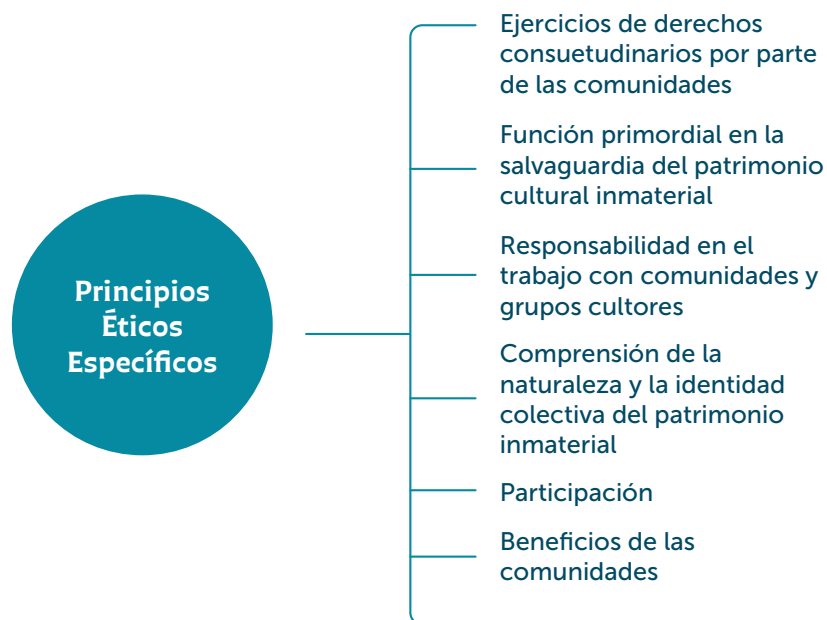 Principios
Éticos
Específicos
Ejercicios de derechos
consuetudinarios por parte
de las comunidades
Función primordial en la
salvaguardia del patrimonio
cultural inmaterial
Responsabilidad en el
trabajo con comunidades y
grupos cultores
Comprensión de la
naturaleza y la identidad
colectiva del patrimonio
inmaterial
Participación
Beneficios de las
comunidades